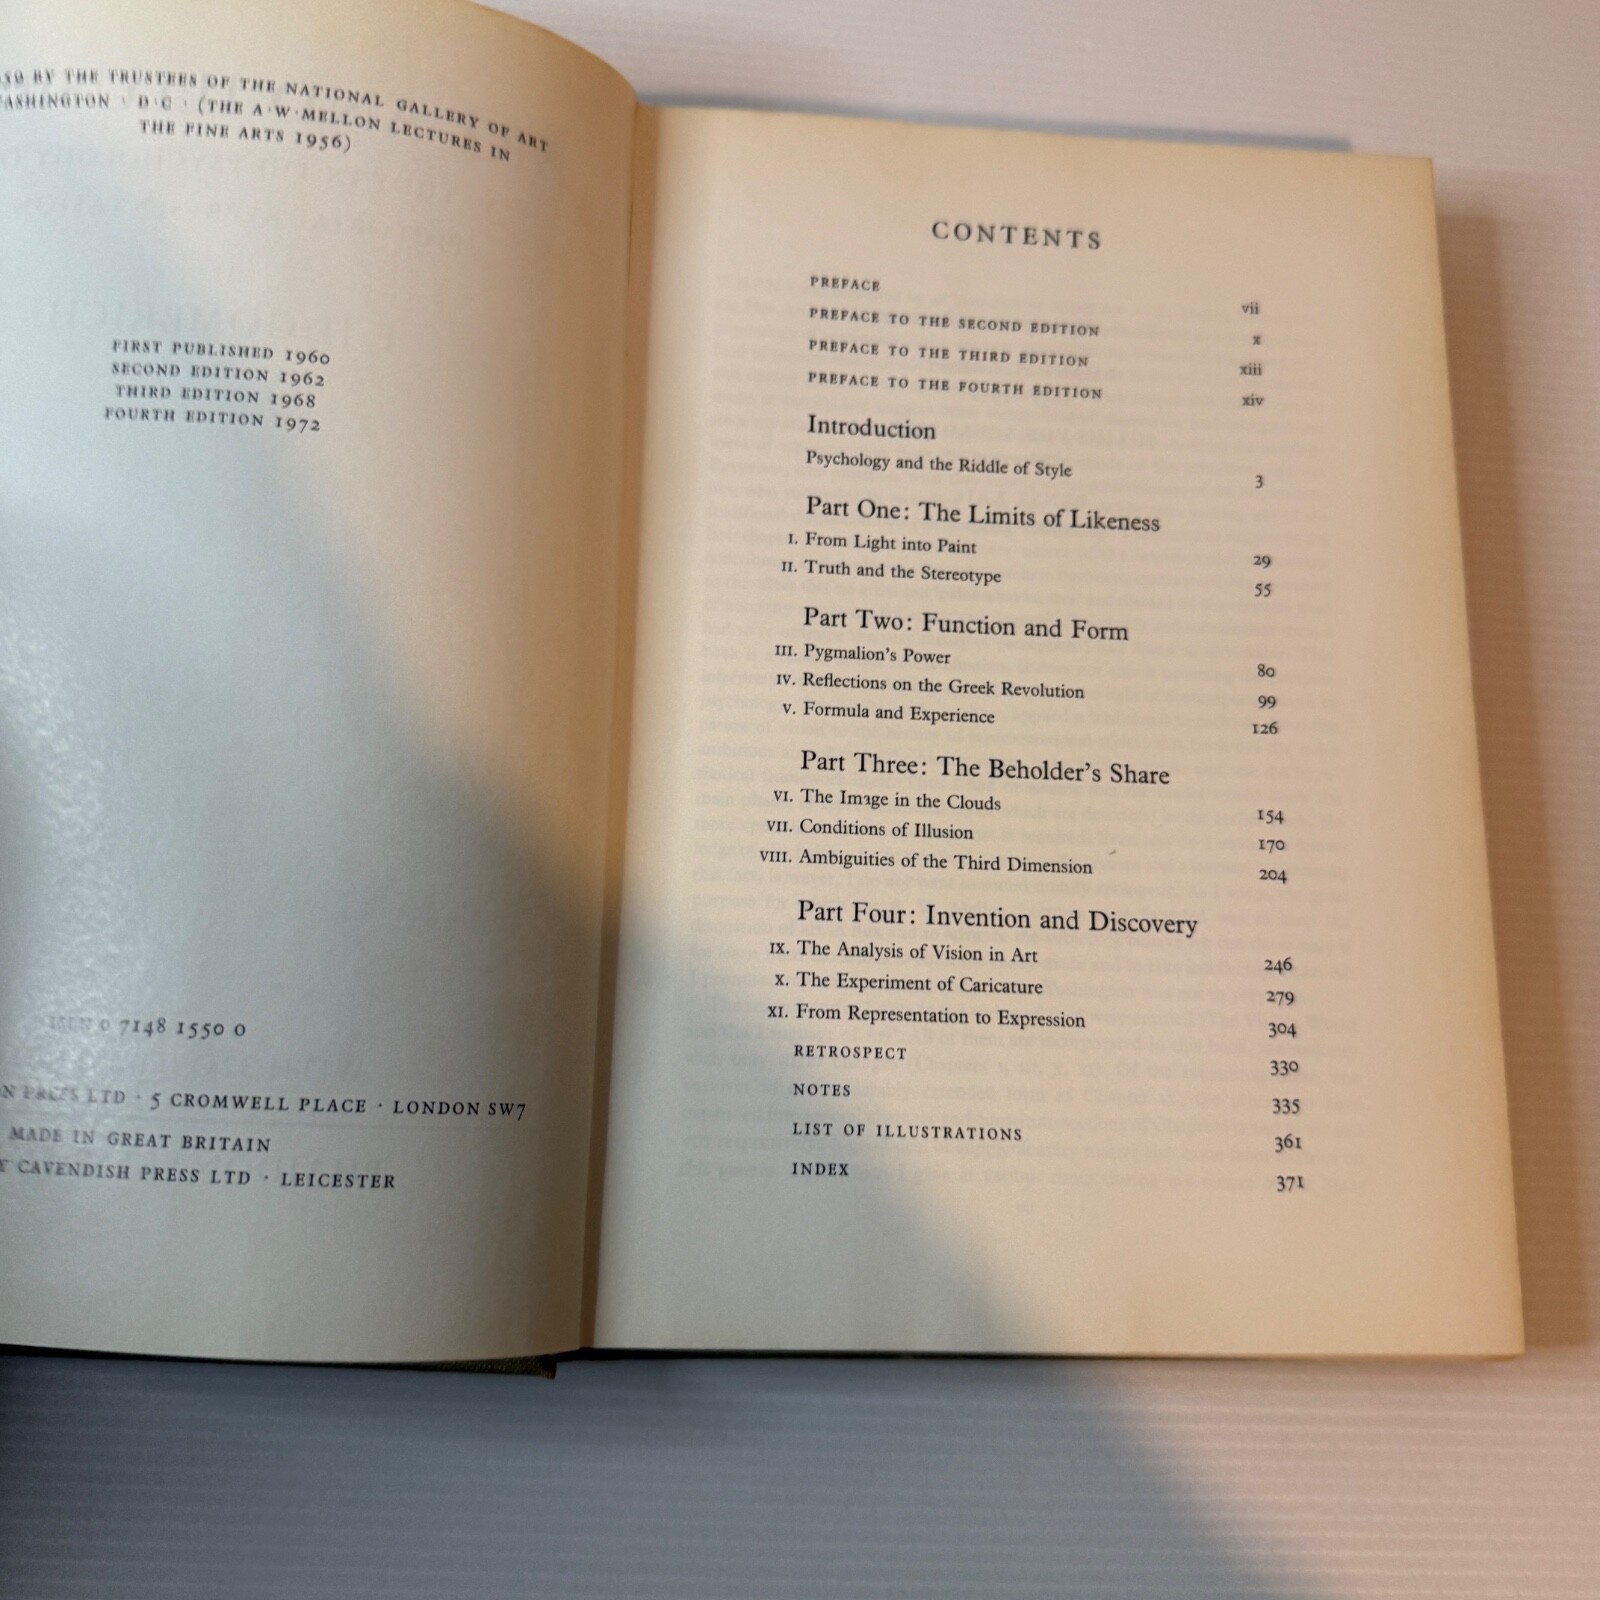 BY THE TRUSTEES OF THE NATIONAL GALLERY OF ART
WASHINGTON · D·C · (THE A·W·MELLON LECTURES IN
THE FINE ARTS 1956)
FIRST PUBLISHED 1960
SECOND EDITION 1962
THIRD EDITION 1968
FOURTH EDITION 1972
ISBN 0 7148 1550 0
PRESS LTD · 5 CROMWELL PLACE · LONDON SW7
MADE IN GREAT BRITAIN
CAVENDISH PRESS LTD · LEICESTER
CONTENTS
PREFACE vii
PREFACE TO THE SECOND EDITION x
PREFACE TO THE THIRD EDITION xiii
PREFACE TO THE FOURTH EDITION xiv
Introduction
Psychology and the Riddle of Style 3
Part One: The Limits of Likeness
I. From Light into Paint 29
II. Truth and the Stereotype 55
Part Two: Function and Form
III. Pygmalion's Power 80
IV. Reflections on the Greek Revolution 99
V. Formula and Experience 126
Part Three: The Beholder's Share
VI. The Image in the Clouds 154
VII. Conditions of Illusion 170
VIII. Ambiguities of the Third Dimension 204
Part Four: Invention and Discovery
IX. The Analysis of Vision in Art 246
X. The Experiment of Caricature 279
XI. From Representation to Expression 304
RETROSPECT 330
NOTES 335
LIST OF ILLUSTRATIONS 361
INDEX 371